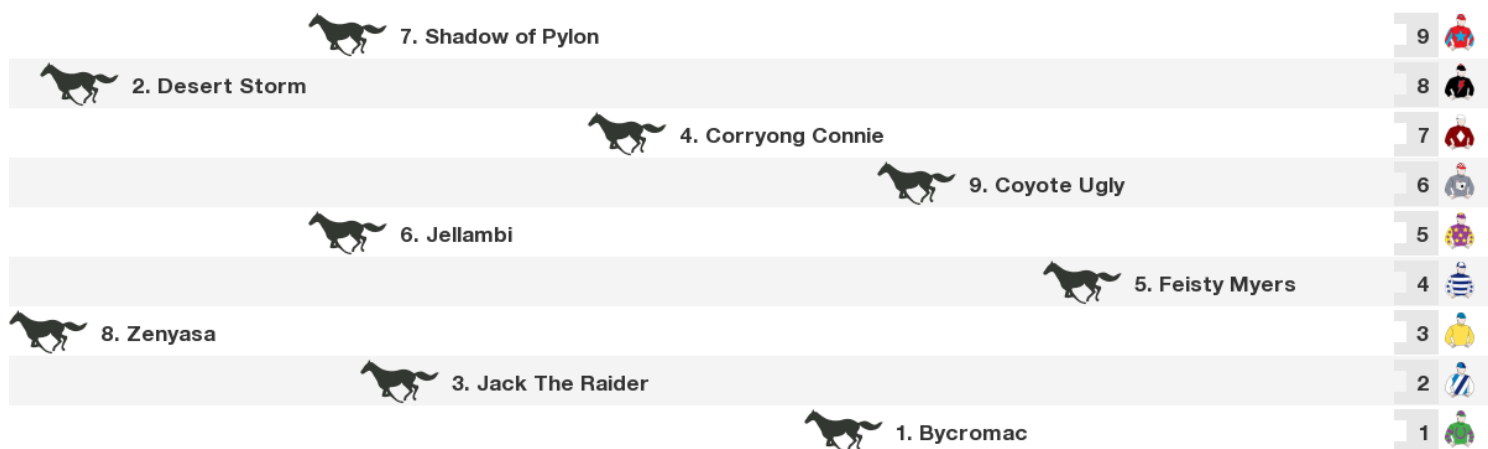 7. Shadow of Pylon 9
2. Desert Storm 8
4. Corryong Connie 7
9. Coyote Ugly 6
6. Jellambi 5
5. Feisty Myers 4
8. Zenyasa 3
3. Jack The Raider 2
1. Bycromac 1